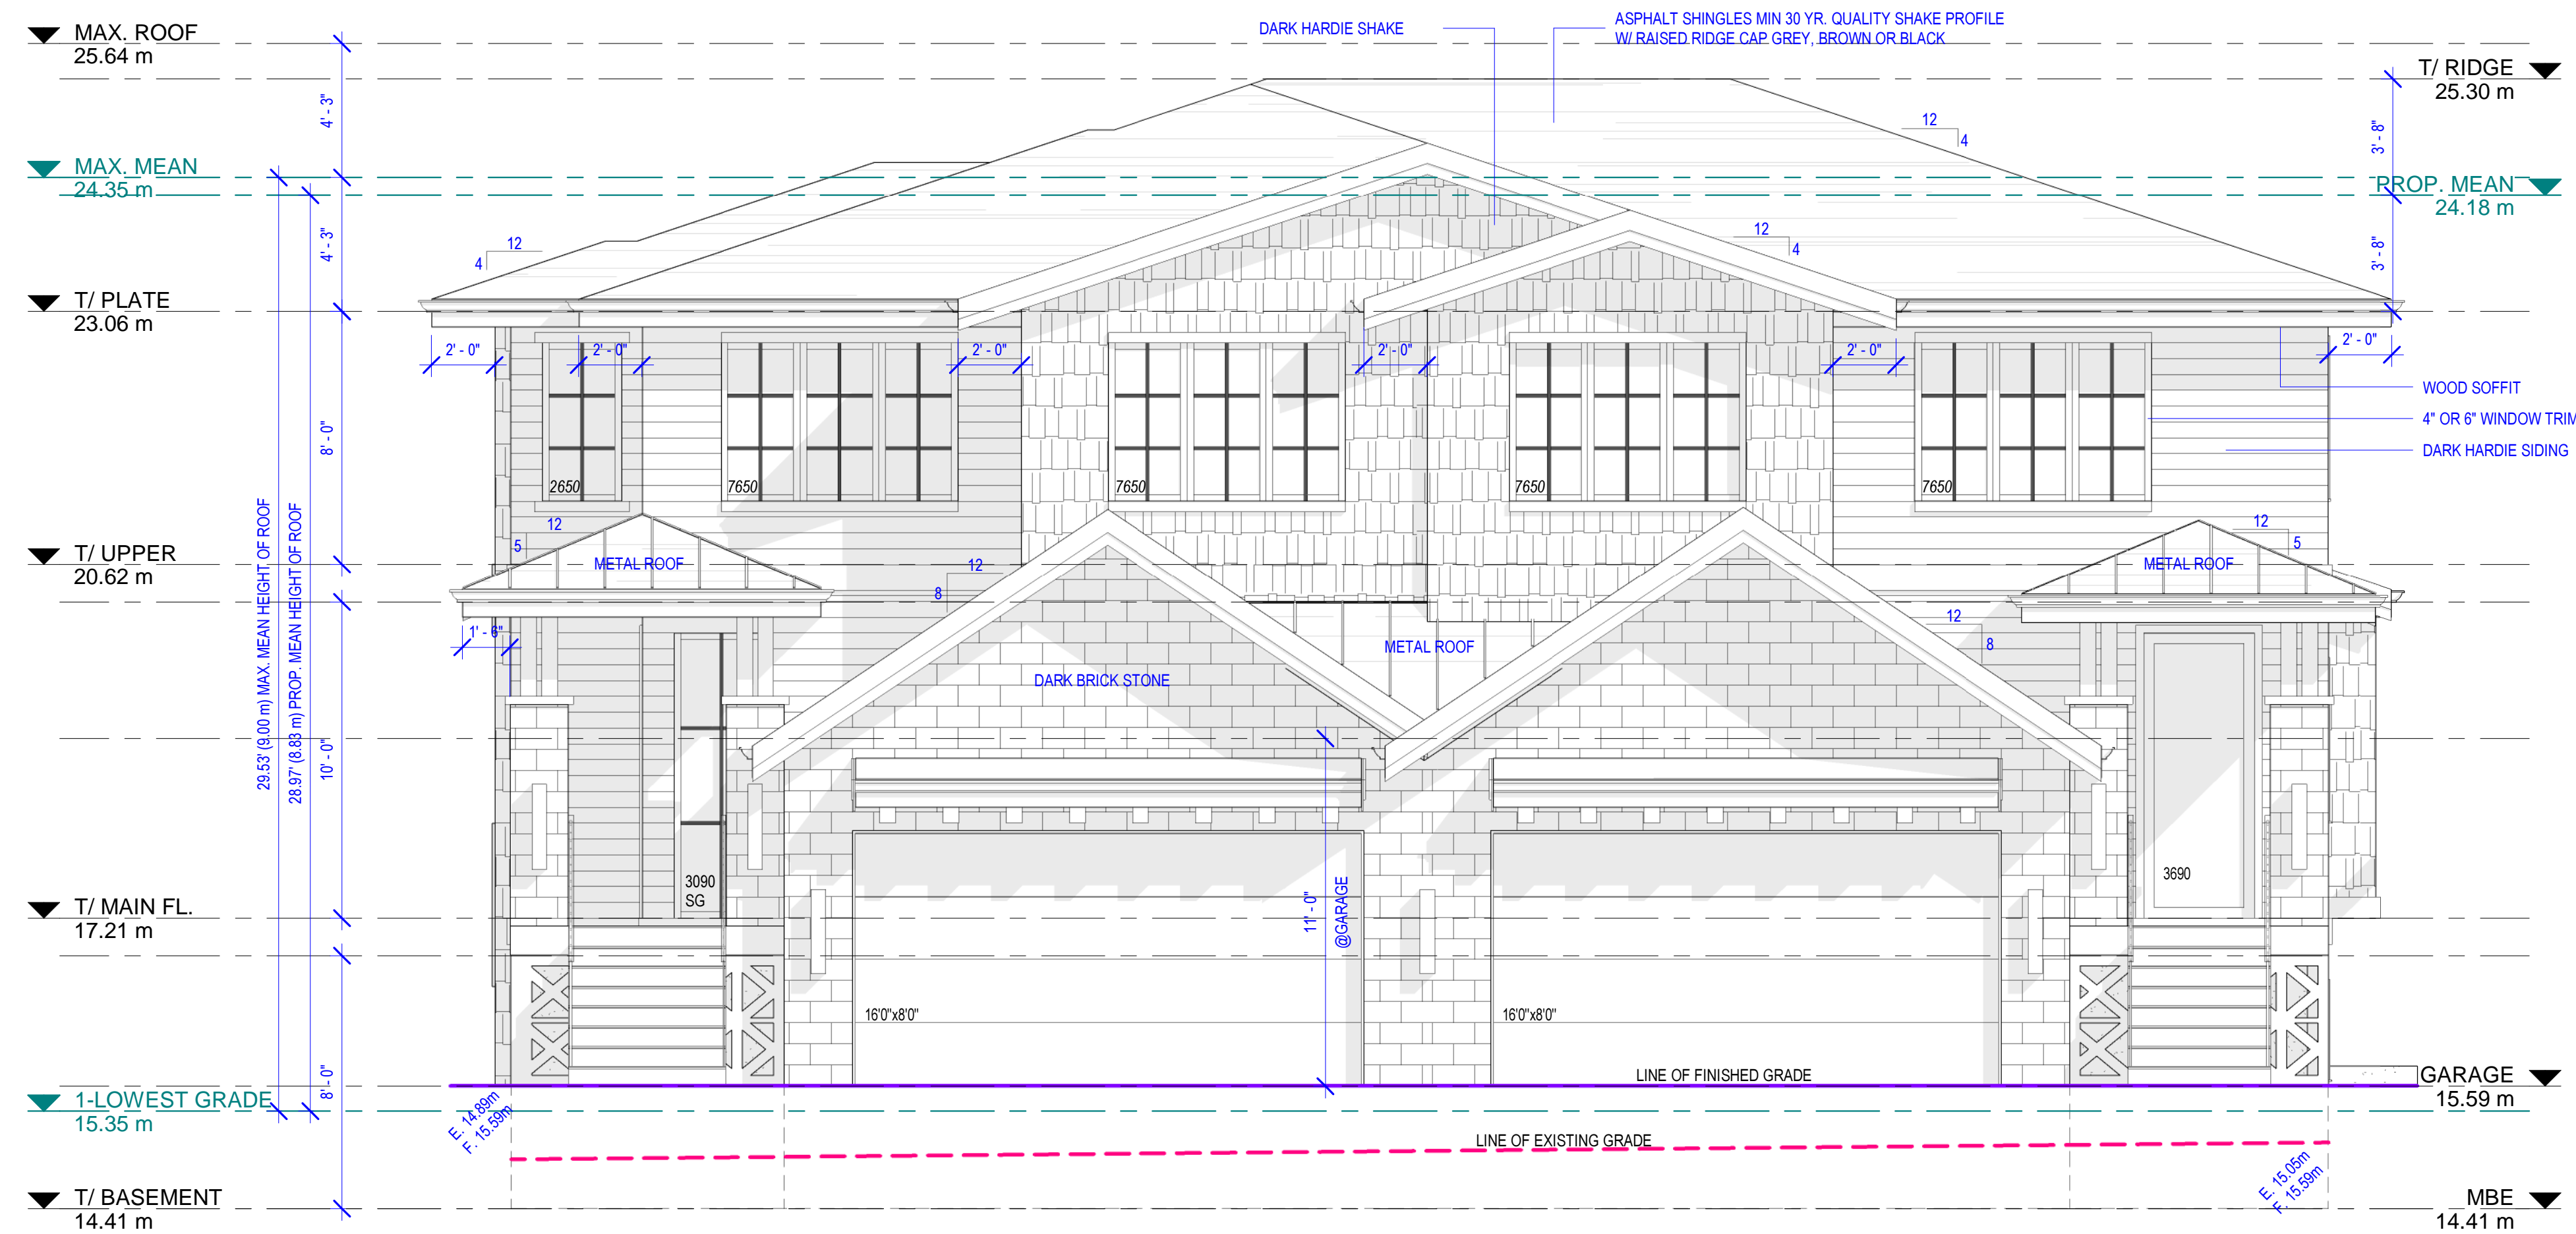 MAX. ROOF
25.64 m
DARK HARDIE SHAKE
ASPHALT SHINGLES MIN 30 YR. QUALITY SHAKE PROFILE
W/ RAISED RIDGE CAP GREY, BROWN OR BLACK
T/ RIDGE
25.30 m
4' - 3"
12
4
3' - 8"
MAX. MEAN
24.35 m
PROP. MEAN
24.18 m
4' - 3"
12
4
12
4
3' - 8"
T/ PLATE
23.06 m
2' - 0"
2' - 0"
2' - 0"
2' - 0"
2' - 0"
2' - 0"
WOOD SOFFIT
4" OR 6" WINDOW TRIM
DARK HARDIE SIDING
8' - 0"
2650
7650
7650
7650
7650
T/ UPPER
20.62 m
12
5
METAL ROOF
12
8
12
5
METAL ROOF
29.53' (9.00 m) MAX. MEAN HEIGHT OF ROOF
28.97' (8.83 m) PROP. MEAN HEIGHT OF ROOF
1' - 6"
METAL ROOF
12
8
DARK BRICK STONE
10' - 0"
3090
SG
3690
11' - 0"
@GARAGE
T/ MAIN FL.
17.21 m
16'0"x8'0"
16'0"x8'0"
8' - 0"
LINE OF FINISHED GRADE
GARAGE
15.59 m
1-LOWEST GRADE
15.35 m
E. 14.89m
F. 15.59m
LINE OF EXISTING GRADE
E. 15.05m
F. 15.59m
T/ BASEMENT
14.41 m
MBE
14.41 m